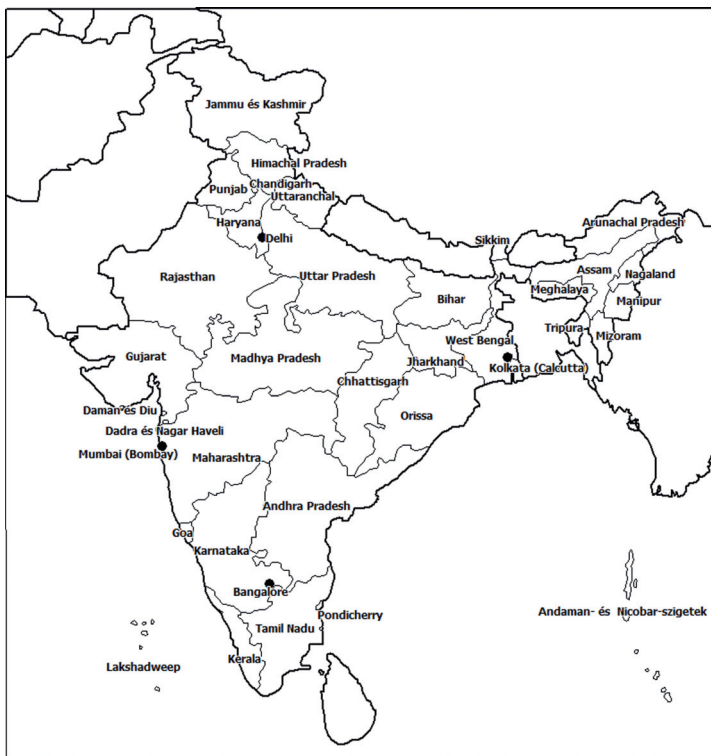 Jammu és Kashmir
Himachal Pradesh
Chandigarh
Punjab
Uttaranchal
Haryana
Delhi
Arunachal Pradesh
Sikkim
Assam
Nagaland
Rajasthan
Uttar Pradesh
Meghalaya
Bihar
Manipur
Tripura
Mizoram
West Bengal
Gujarat
Madhya Pradesh
Jharkhand
Kolkata (Calcutta)
Chhattisgarh
Daman és Diu
Orissa
Dadra és Nagar Haveli
Mumbai (Bombay)
Maharashtra
Andhra Pradesh
Goa
Karnataka
Bangalore
Andaman- és Nicobar-szigetek
Pondicherry
Tamil Nadu
Kerala
Lakshadweep